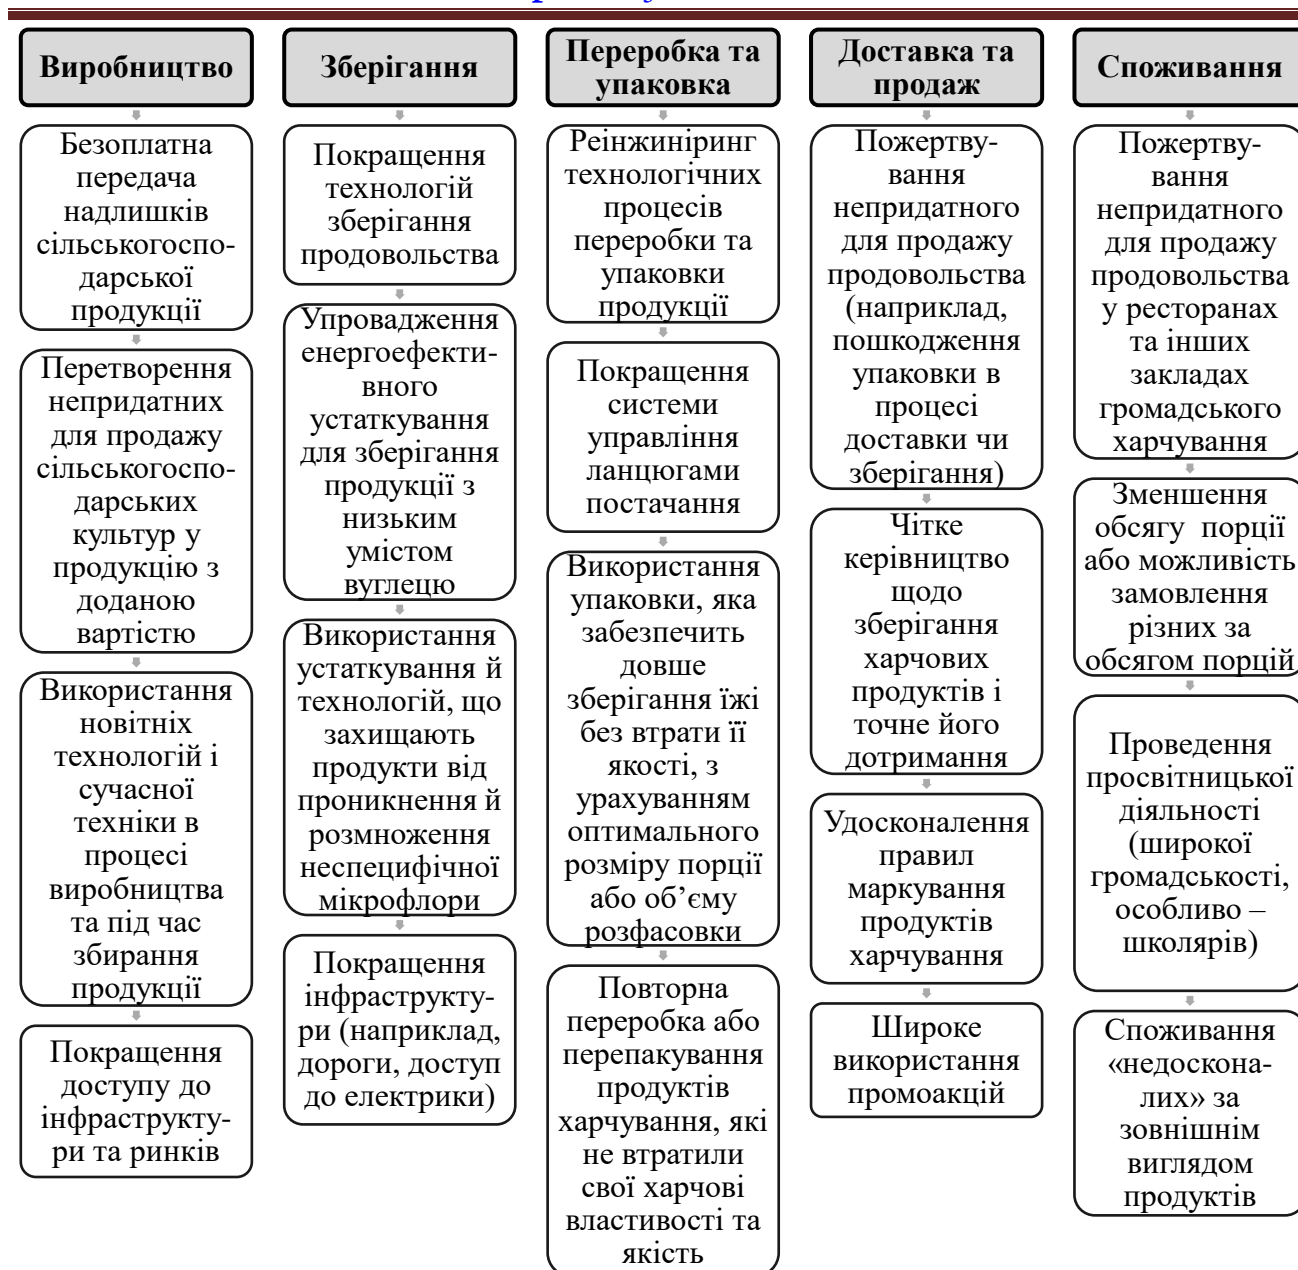 Виробництво
Безоплатна
передача
надлишків
сільськогоспо-
дарської
продукції
Перетворення
непридатних
для продажу
сільськогоспо-
дарських
культур у
продукцію з
доданою
вартістю
Використання
новітніх
технологій і
сучасної
техніки в
процесі
виробництва
та під час
збирання
продукції
Покращення
доступу до
інфраструкту-
ри та ринків
Зберігання
Покращення
технологій
зберігання
продовольства
Упровадження
енергоефекти-
вного
устаткування
для зберігання
продукції з
низьким
умістом
вуглецю
Використання
устаткування й
технологій, що
захищають
продукти від
проникнення й
розмноження
неспецифічної
мікрофлори
Покращення
інфраструкту-
ри (наприклад,
дороги, доступ
до електрики)
Переробка та
упаковка
Реінжиніринг
технологічних
процесів
переробки та
упаковки
продукції
Покращення
системи
управління
ланцюгами
постачання
Використання
упаковки, яка
забезпечить
довше
зберігання їжі
без втрати її
якості, з
урахуванням
оптимального
розміру порції
або об’єму
розфасовки
Повторна
переробка або
перепакування
продуктів
харчування, які
не втратили
свої харчові
властивості та
якість
Доставка та
продаж
Пожертву-
вання
непридатного
для продажу
продовольства
(наприклад,
пошкодження
упаковки в
процесі
доставки чи
зберігання)
Чітке
керівництво
щодо
зберігання
харчових
продуктів і
точне його
дотримання
Удосконалення
правил
маркування
продуктів
харчування
Широке
використання
промоакцій
Споживання
Пожертву-
вання
непридатного
для продажу
продовольства
у ресторанах
та інших
закладах
громадського
харчування
Зменшення
обсягу порції
або можливість
замовлення
різних за
обсягом порцій
Проведення
просвітницької
діяльності
(широкої
громадськості,
особливо –
школярів)
Споживання
«недоскона-
лих» за
зовнішнім
виглядом
продуктів